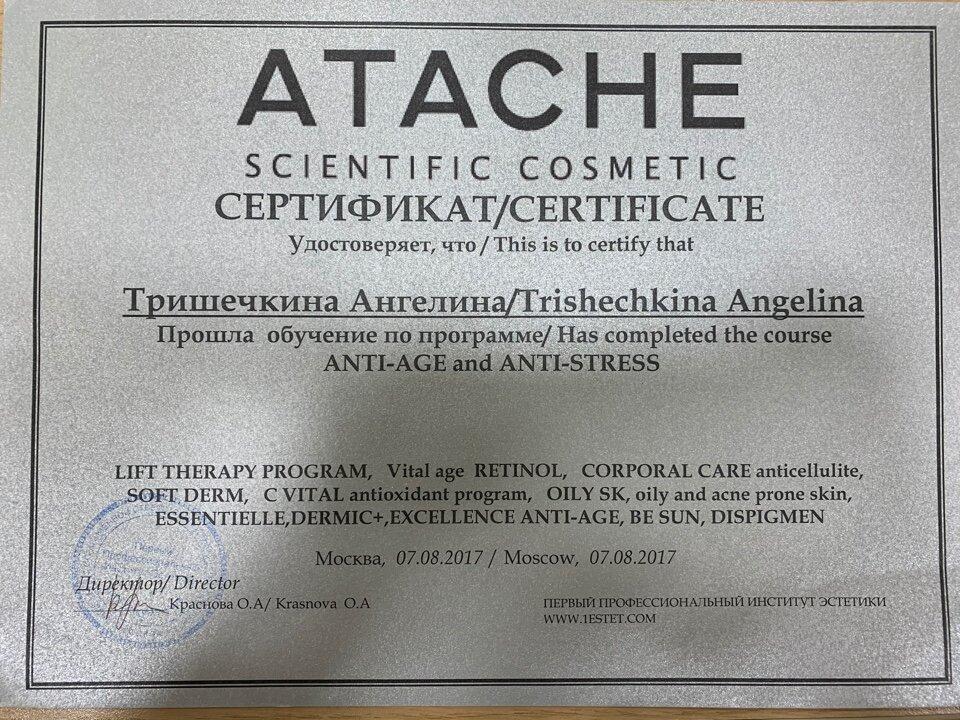 ATACHE
SCIENTIFIC COSMETIC
СЕРТИФИКАТ/CERTIFICATE
Удостоверяет, что / This is to certify that
Тришечкина Ангелина/Trishechkina Angelina
Прошла обучение по программе/ Has completed the course
ANTI-AGE and ANTI-STRESS
LIFT THERAPY PROGRAM, Vital age RETINOL, CORPORAL CARE anticellulite,
SOFT DERM, C VITAL antioxidant program, OILY SK, oily and acne prone skin,
ESSENTIELLE,DERMIC+,EXCELLENCE ANTI-AGE, BE SUN, DISPIGMEN
Москва, 07.08.2017 / Moscow, 07.08.2017
Директор/ Director
Краснова О.А/ Krasnova O.A
ПЕРВЫЙ ПРОФЕССИОНАЛЬНЫЙ ИНСТИТУТ ЭСТЕТИКИ
WWW.1ESTET.COM